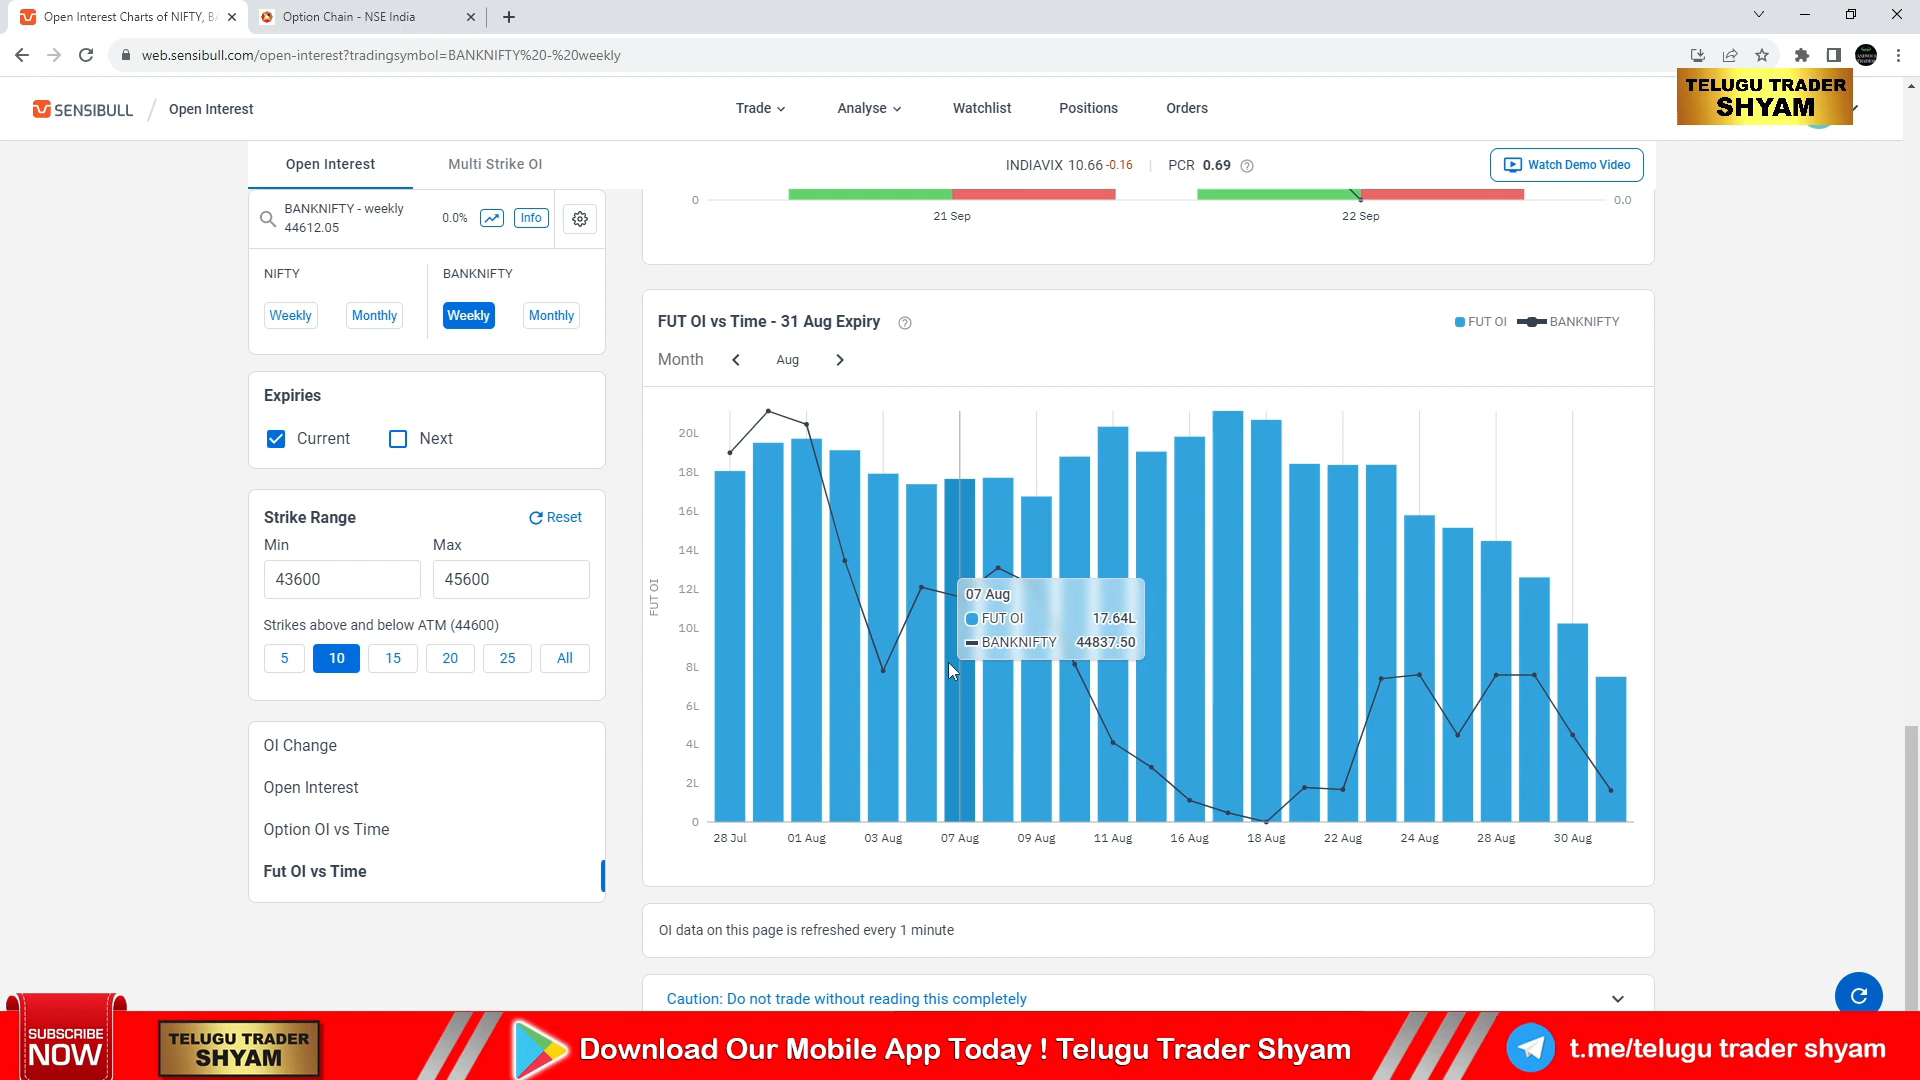 Open Interest Charts of NIFTY, BA
Option Chain - NSE India
web.sensibull.com/open-interest?tradingsymbol=BANKNIFTY%20-%20weekly
SENSIBULL / Open Interest
Trade
Analyse
Watchlist
Positions
Orders
TELUGU TRADER
SHYAM
Open Interest
Multi Strike OI
INDIAVIX 10.66 -0.16
PCR 0.69
Watch Demo Video
BANKNIFTY - weekly
44612.05
0.0%
Info
NIFTY
BANKNIFTY
Weekly
Monthly
Weekly
Monthly
Expiries
Current
Next
Strike Range
Reset
Min
Max
43600
45600
Strikes above and below ATM (44600)
5
10
15
20
25
All
OI Change
Open Interest
Option OI vs Time
Fut OI vs Time
0
0.0
21 Sep
22 Sep
FUT OI vs Time - 31 Aug Expiry
FUT OI
BANKNIFTY
Month
Aug
FUT OI
20L
18L
16L
14L
12L
10L
8L
6L
4L
2L
0
07 Aug
FUT OI 17.64L
BANKNIFTY 44837.50
28 Jul
01 Aug
03 Aug
07 Aug
09 Aug
11 Aug
16 Aug
18 Aug
22 Aug
24 Aug
28 Aug
30 Aug
OI data on this page is refreshed every 1 minute
Caution: Do not trade without reading this completely
SUBSCRIBE
NOW
TELUGU TRADER
SHYAM
Download Our Mobile App Today ! Telugu Trader Shyam
t.me/telugu trader shyam